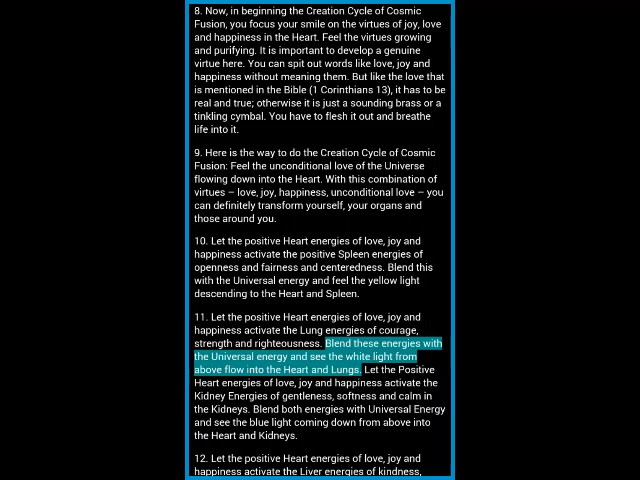 8. Now, in beginning the Creation Cycle of Cosmic
Fusion, you focus your smile on the virtues of joy, love
and happiness in the Heart. Feel the virtues growing
and purifying. It is important to develop a genuine
virtue here. You can spit out words like love, joy and
happiness without meaning them. But like the love that
is mentioned in the Bible (1 Corinthians 13), it has to be
real and true; otherwise it is just a sounding brass or a
tinkling cymbal. You have to flesh it out and breathe
life into it.
9. Here is the way to do the Creation Cycle of Cosmic
Fusion: Feel the unconditional love of the Universe
flowing down into the Heart. With this combination of
virtues – love, joy, happiness, unconditional love – you
can definitely transform yourself, your organs and
those around you.
10. Let the positive Heart energies of love, joy and
happiness activate the positive Spleen energies of
openness and fairness and centeredness. Blend this
with the Universal energy and feel the yellow light
descending to the Heart and Spleen.
11. Let the positive Heart energies of love, joy and
happiness activate the Lung energies of courage,
strength and righteousness. Blend these energies with
the Universal energy and see the white light from
above flow into the Heart and Lungs. Let the Positive
Heart energies of love, joy and happiness activate the
Kidney Energies of gentleness, softness and calm in
the Kidneys. Blend both energies with Universal Energy
and see the blue light coming down from above into
the Heart and Kidneys.
12. Let the positive Heart energies of love, joy and
happiness activate the Liver energies of kindness,